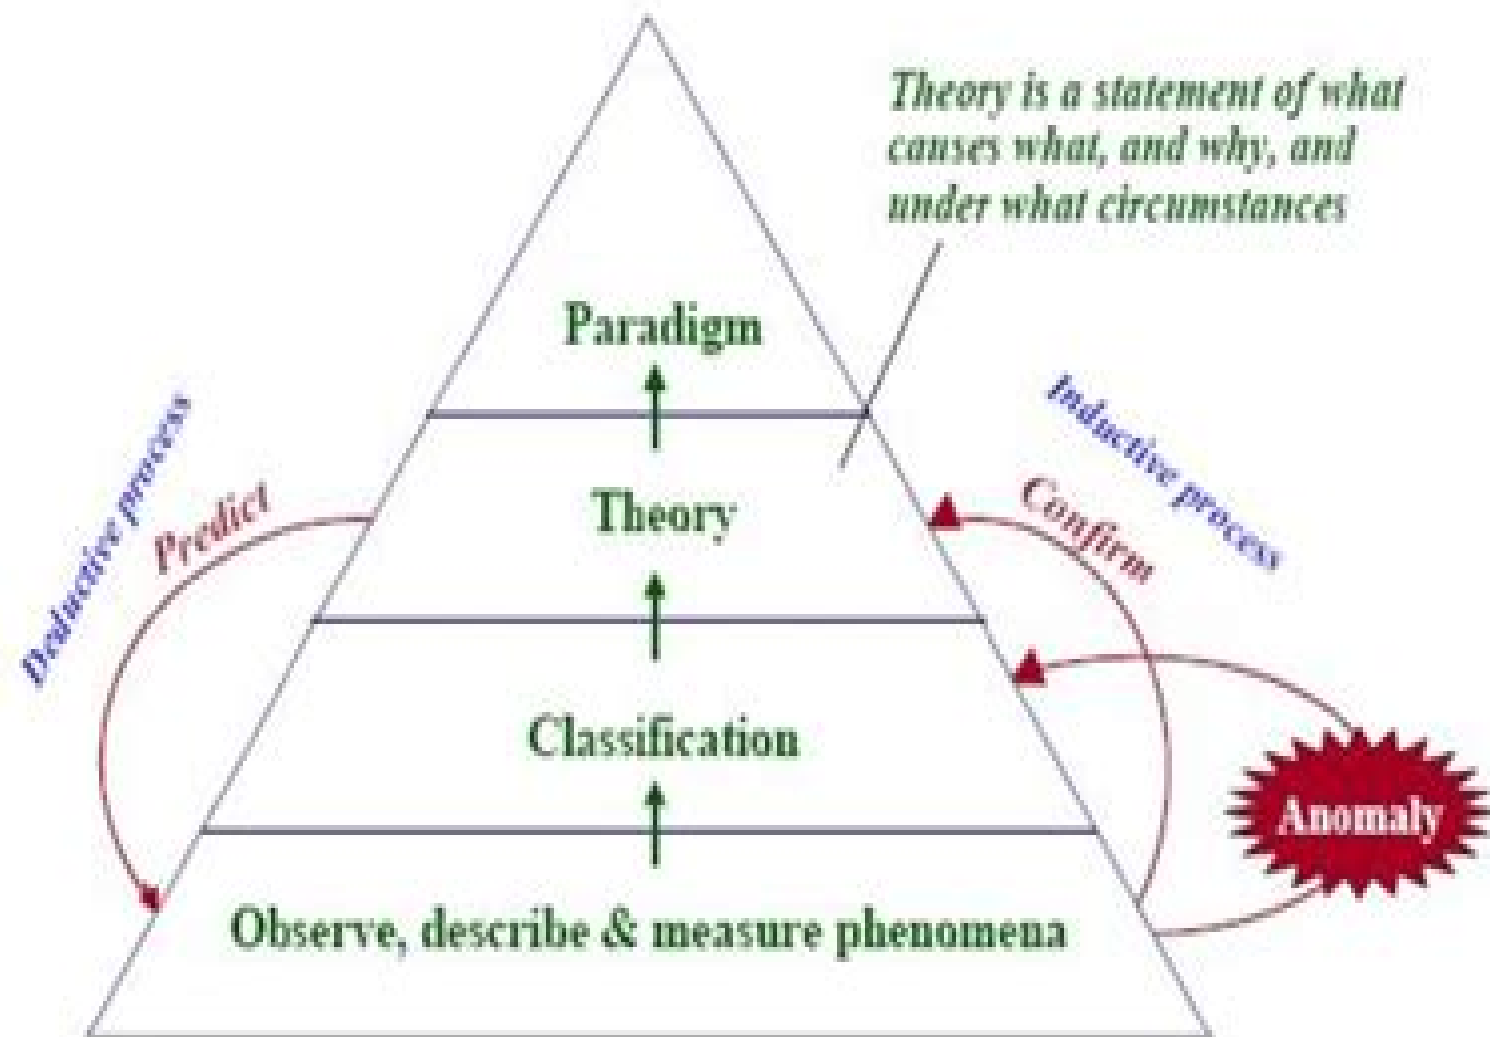 Theory is a statement of what
causes what, and why, and
under what circumstances
Paradigm
Deductive process
Predict
Theory
Confirm
Inductive process
Classification
Anomaly
Observe, describe & measure phenomena